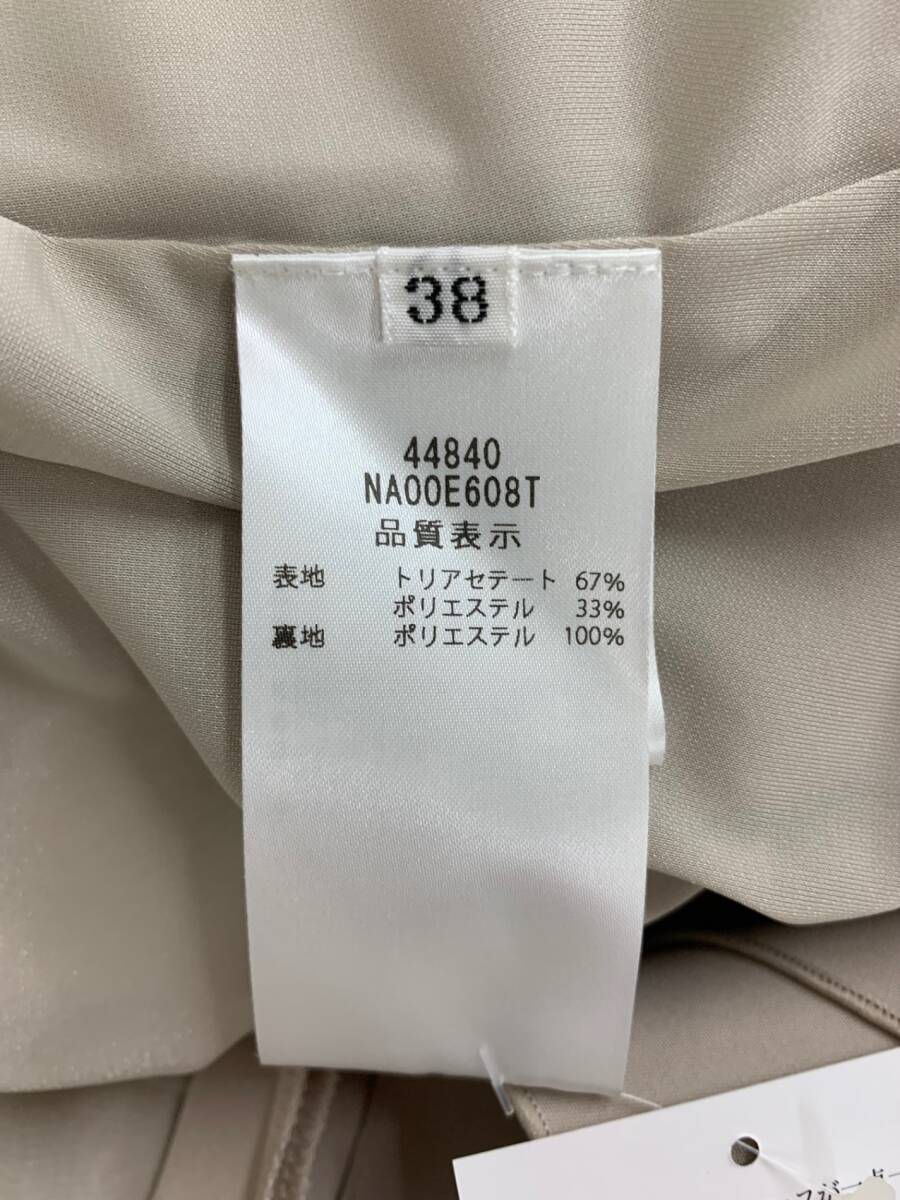 38
44840
NA00E608T
品質表示
表地 トリアセテート 67%
ポリエステル 33%
裏地 ポリエステル 100%